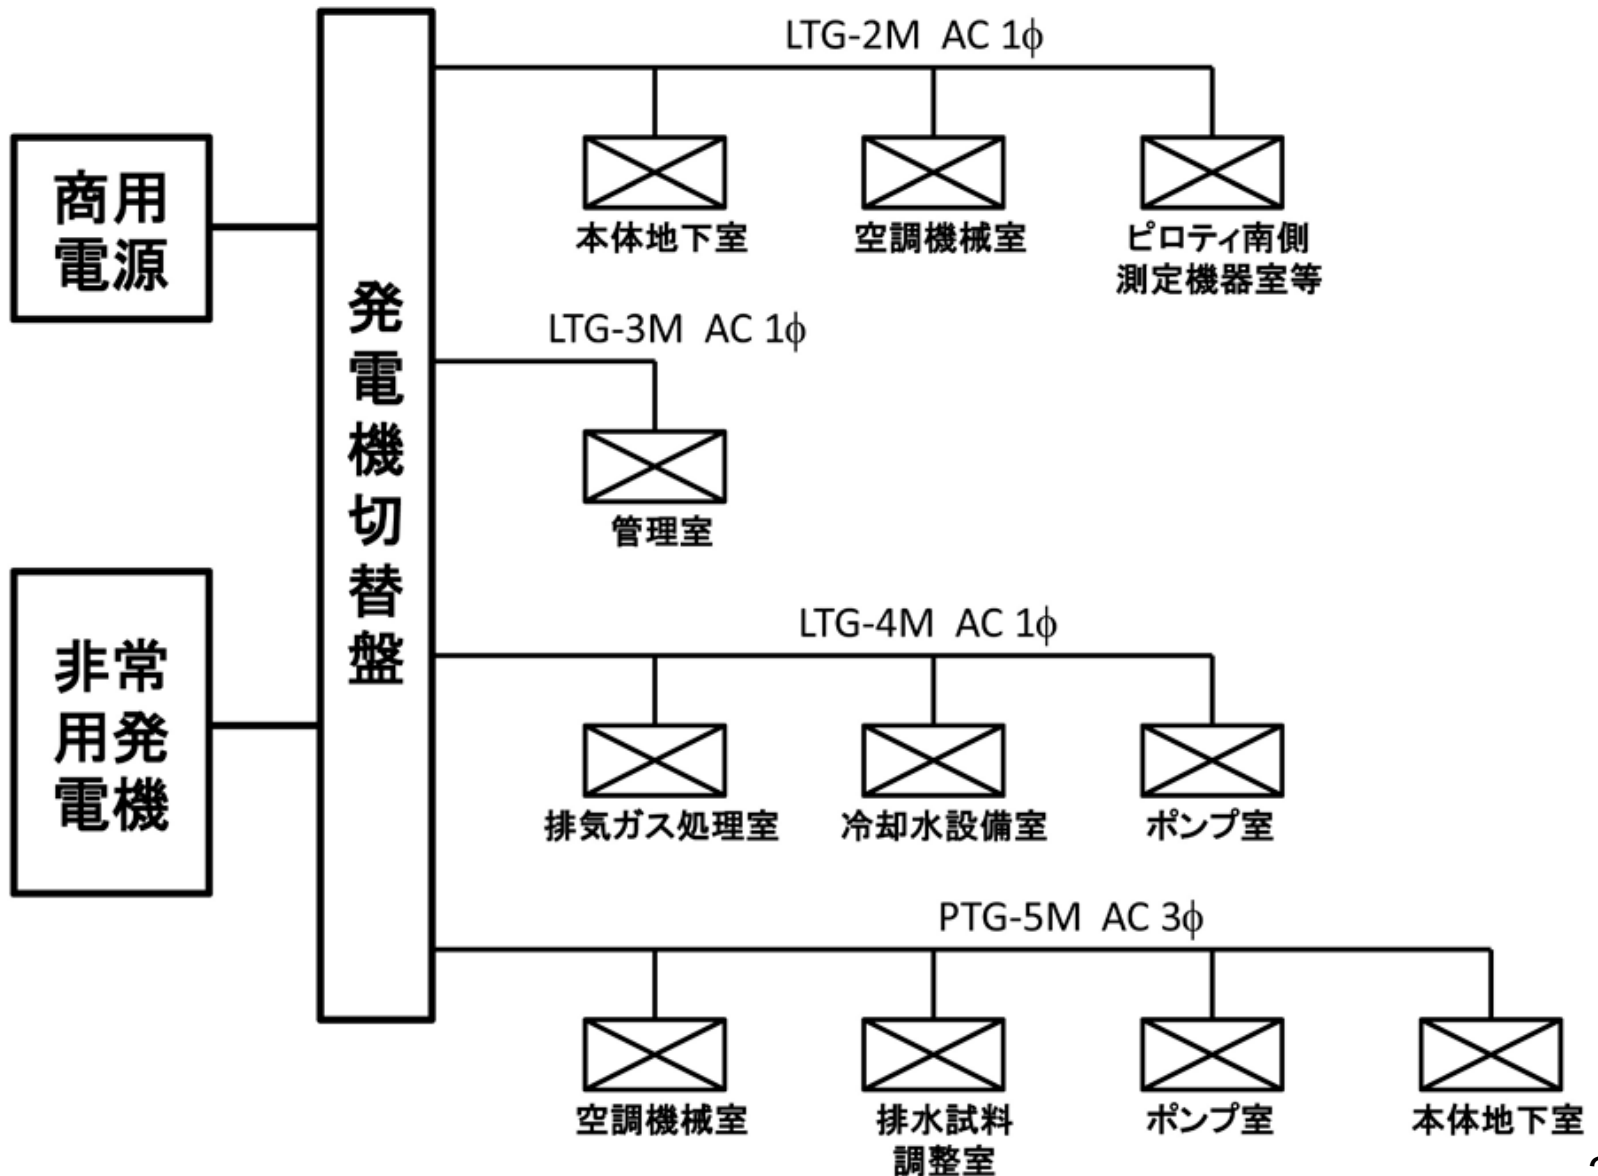 LTG-2M AC 1ϕ
商用
電源
本体地下室
空調機械室
ピロティ南側
測定機器室等
発電機切替盤
LTG-3M AC 1ϕ
管理室
LTG-4M AC 1ϕ
非常
用発
電機
排気ガス処理室
冷却水設備室
ポンプ室
PTG-5M AC 3ϕ
空調機械室
排水試料
調整室
ポンプ室
本体地下室